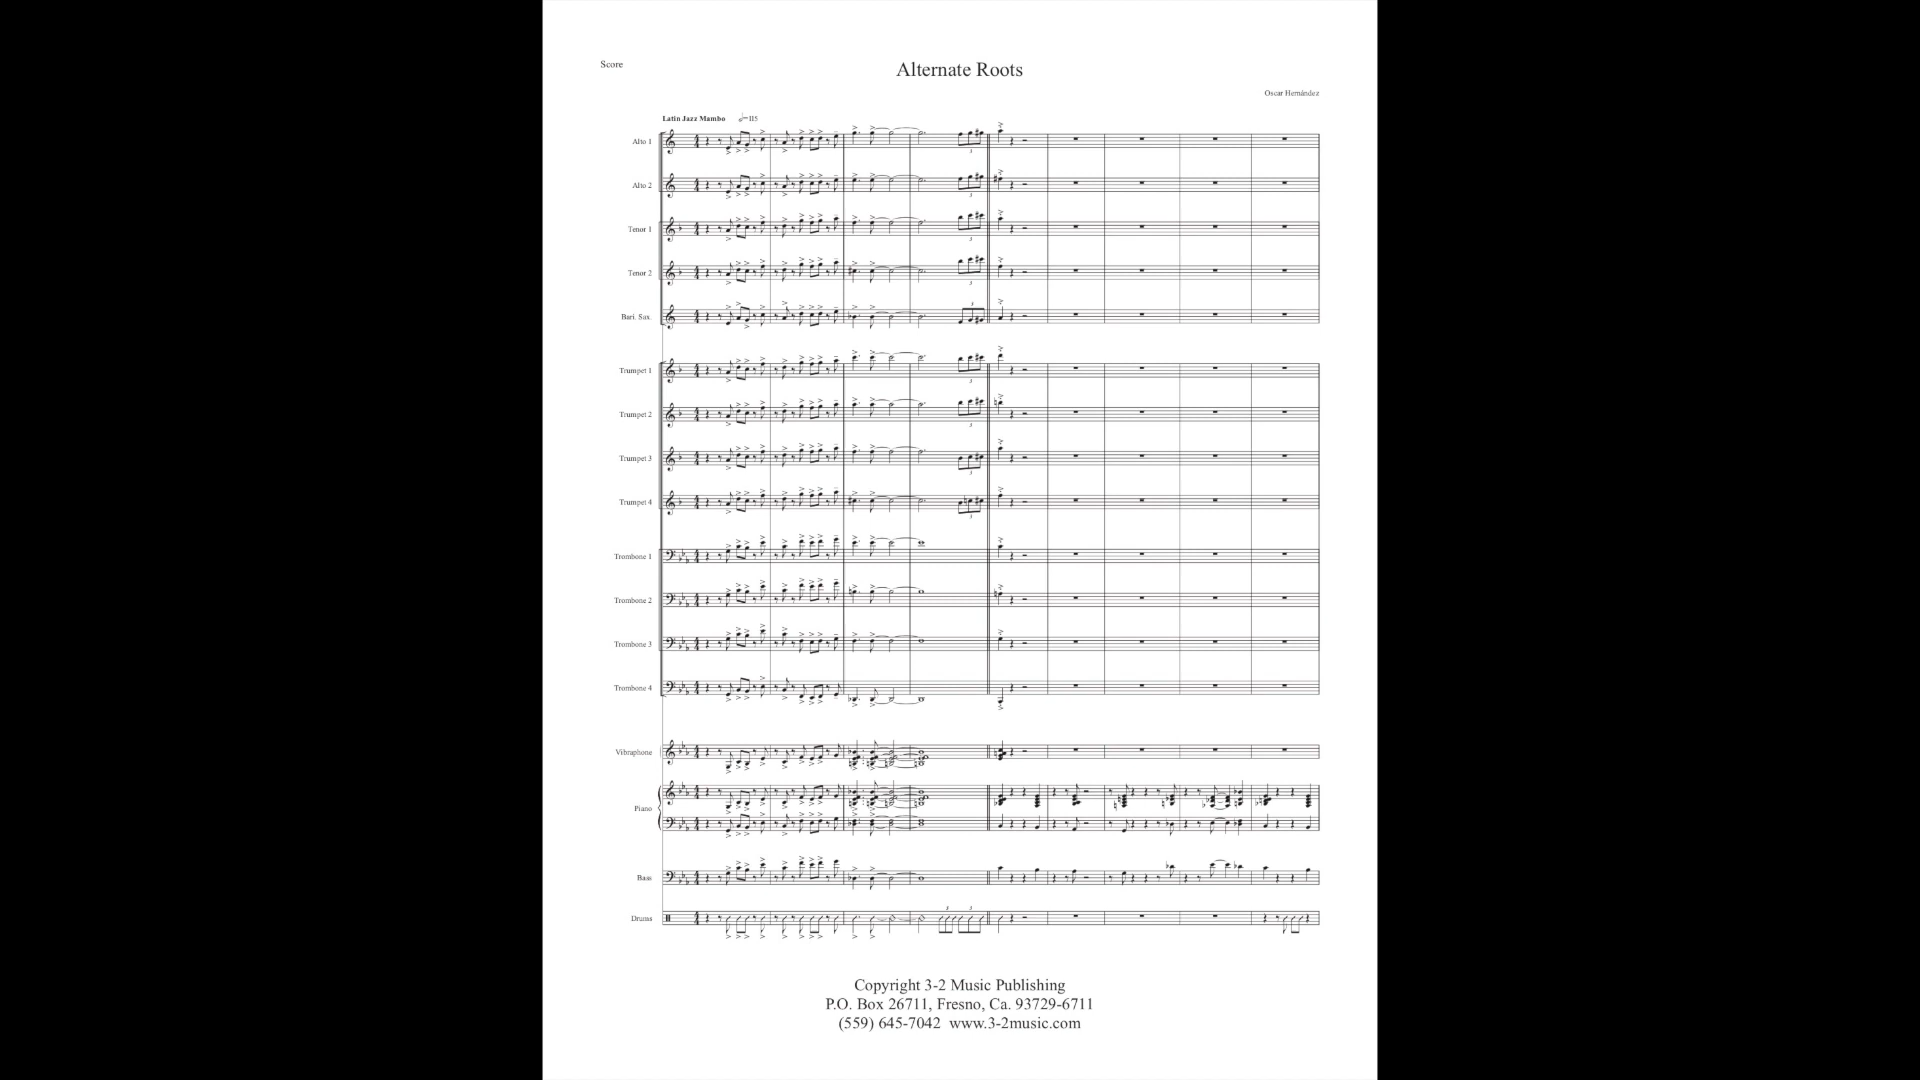 Score
Alternate Roots
Oscar Hernández
Latin Jazz Mambo =115
Alto 1
Alto 2
Tenor 1
Tenor 2
Bari. Sax.
Trumpet 1
Trumpet 2
Trumpet 3
Trumpet 4
Trombone 1
Trombone 2
Trombone 3
Trombone 4
Vibraphone
Piano
Bass
Drums
Copyright 3-2 Music Publishing
P.O. Box 26711, Fresno, Ca. 93729-6711
(559) 645-7042 www.3-2music.com